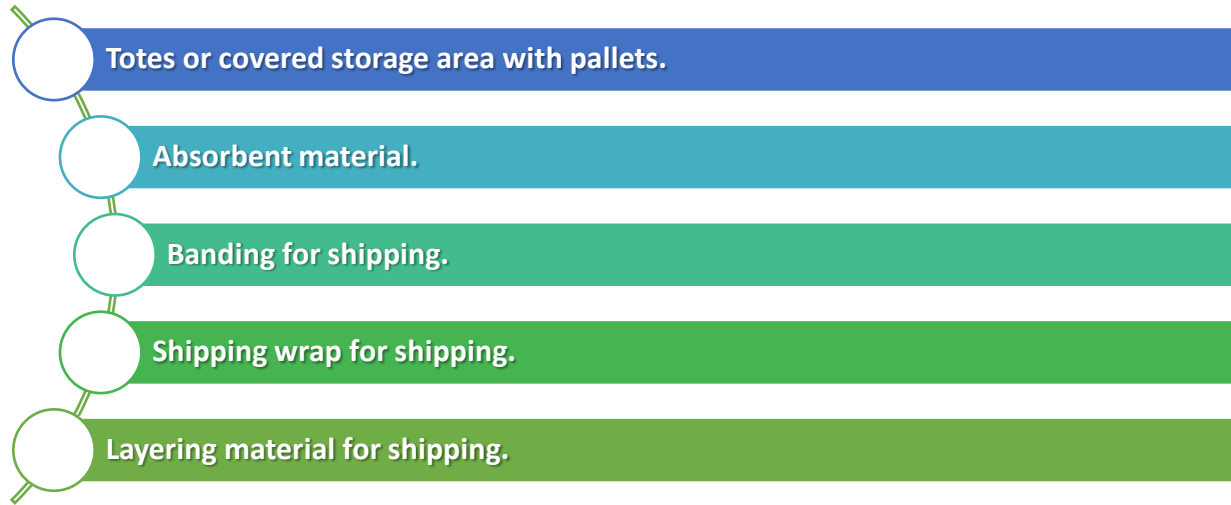 Totes or covered storage area with pallets.
Absorbent material.
Banding for shipping.
Shipping wrap for shipping.
Layering material for shipping.